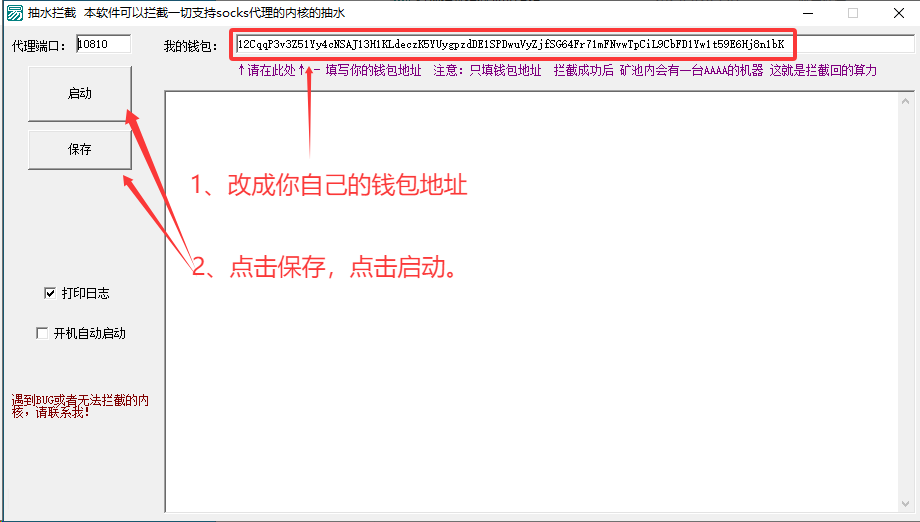 抽水拦截 本软件可以拦截一切支持socks代理的内核的抽水
代理端口： 10810 我的钱包： 12CqqP3v3Z51Yy4cNSAJ13H1KLdeczK5YUygpzdDE1SPDwuVyZjfSG64Fr71mFNvwTpCiL9CbFD1Yw1t59E6Hj8n1bK
↑请在此处↑-- 填写你的钱包地址 注意：只填钱包地址 拦截成功后 矿池内会有一台AAAA的机器 这就是拦截回的算力
启动
保存
1、改成你自己的钱包地址
2、点击保存，点击启动。
打印日志
开机自动启动
遇到BUG或者无法拦截的内
核，请联系我！